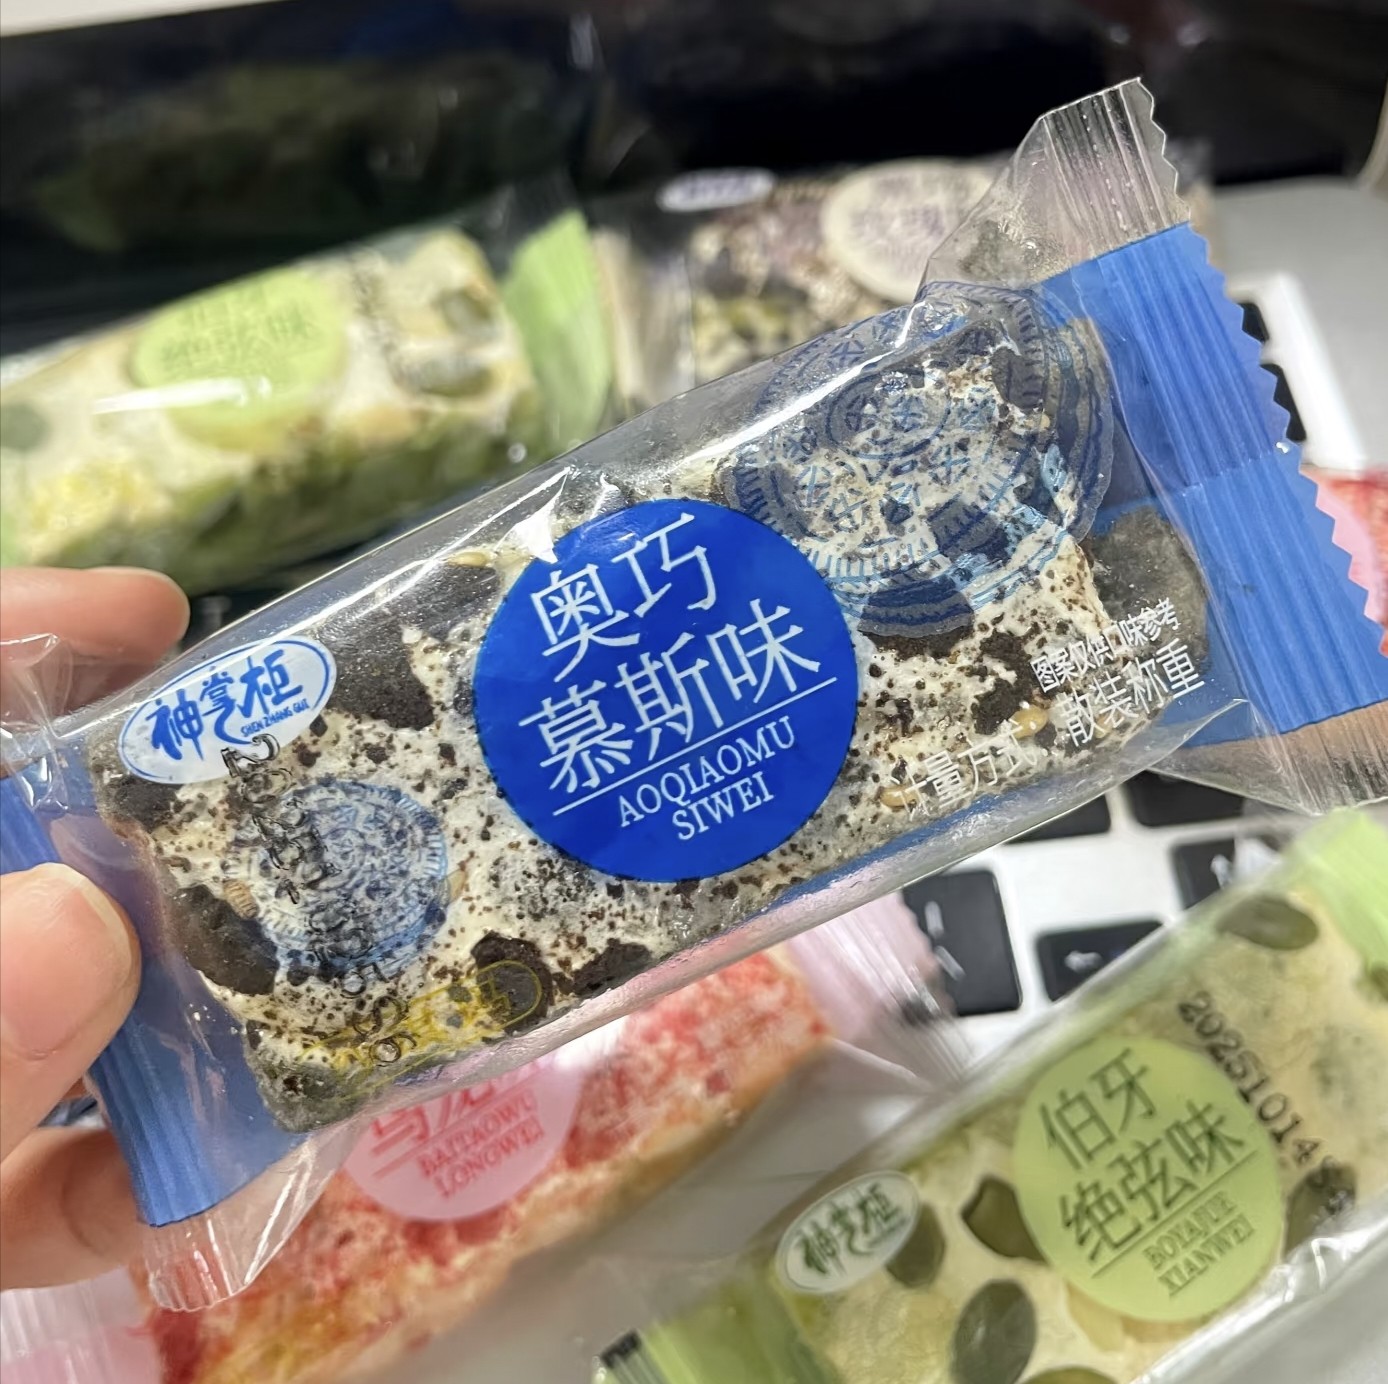 神掌柜
SHEN ZHANG GUI
奥巧
慕斯味
AOQIAOMU
SIWEI
图案仅供口味参考
计量方式
散装称重
BAITAOWU
LONGWEI
神掌柜
伯牙
绝弦味
BOYAJUE
XIANWEI
20251014